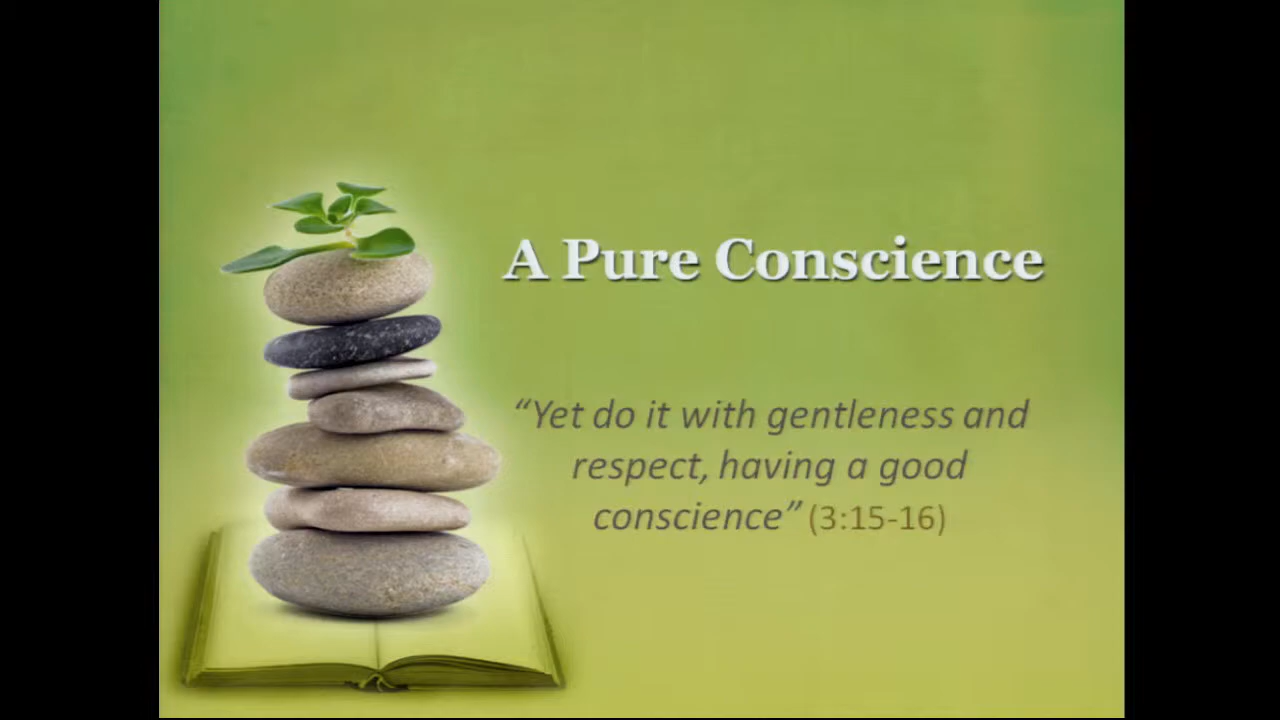 A Pure Conscience
“Yet do it with gentleness and
respect, having a good
conscience” (3:15-16)